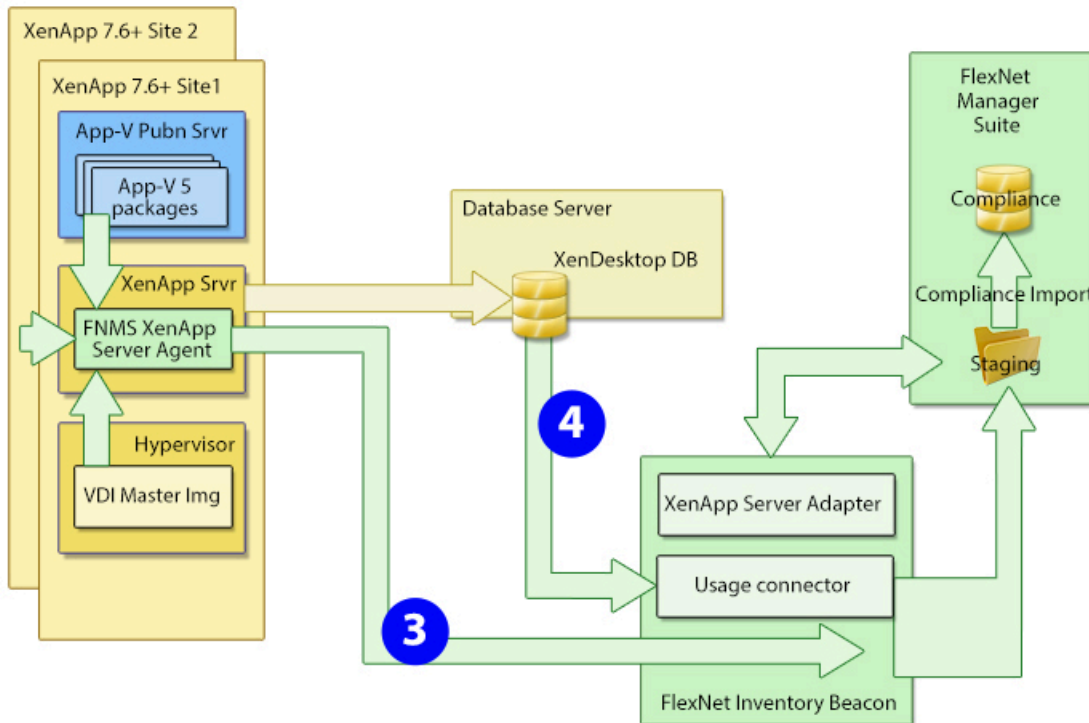 XenApp 7.6+ Site 2
XenApp 7.6+ Site1
App-V Pubn Srvr
App-V 5
packages
XenApp Srvr
FNMS XenApp
Server Agent
Hypervisor
VDI Master Img
Database Server
XenDesktop DB
4
3
FlexNet
Manager
Suite
Compliance
Compliance Import
Staging
XenApp Server Adapter
Usage connector
FlexNet Inventory Beacon